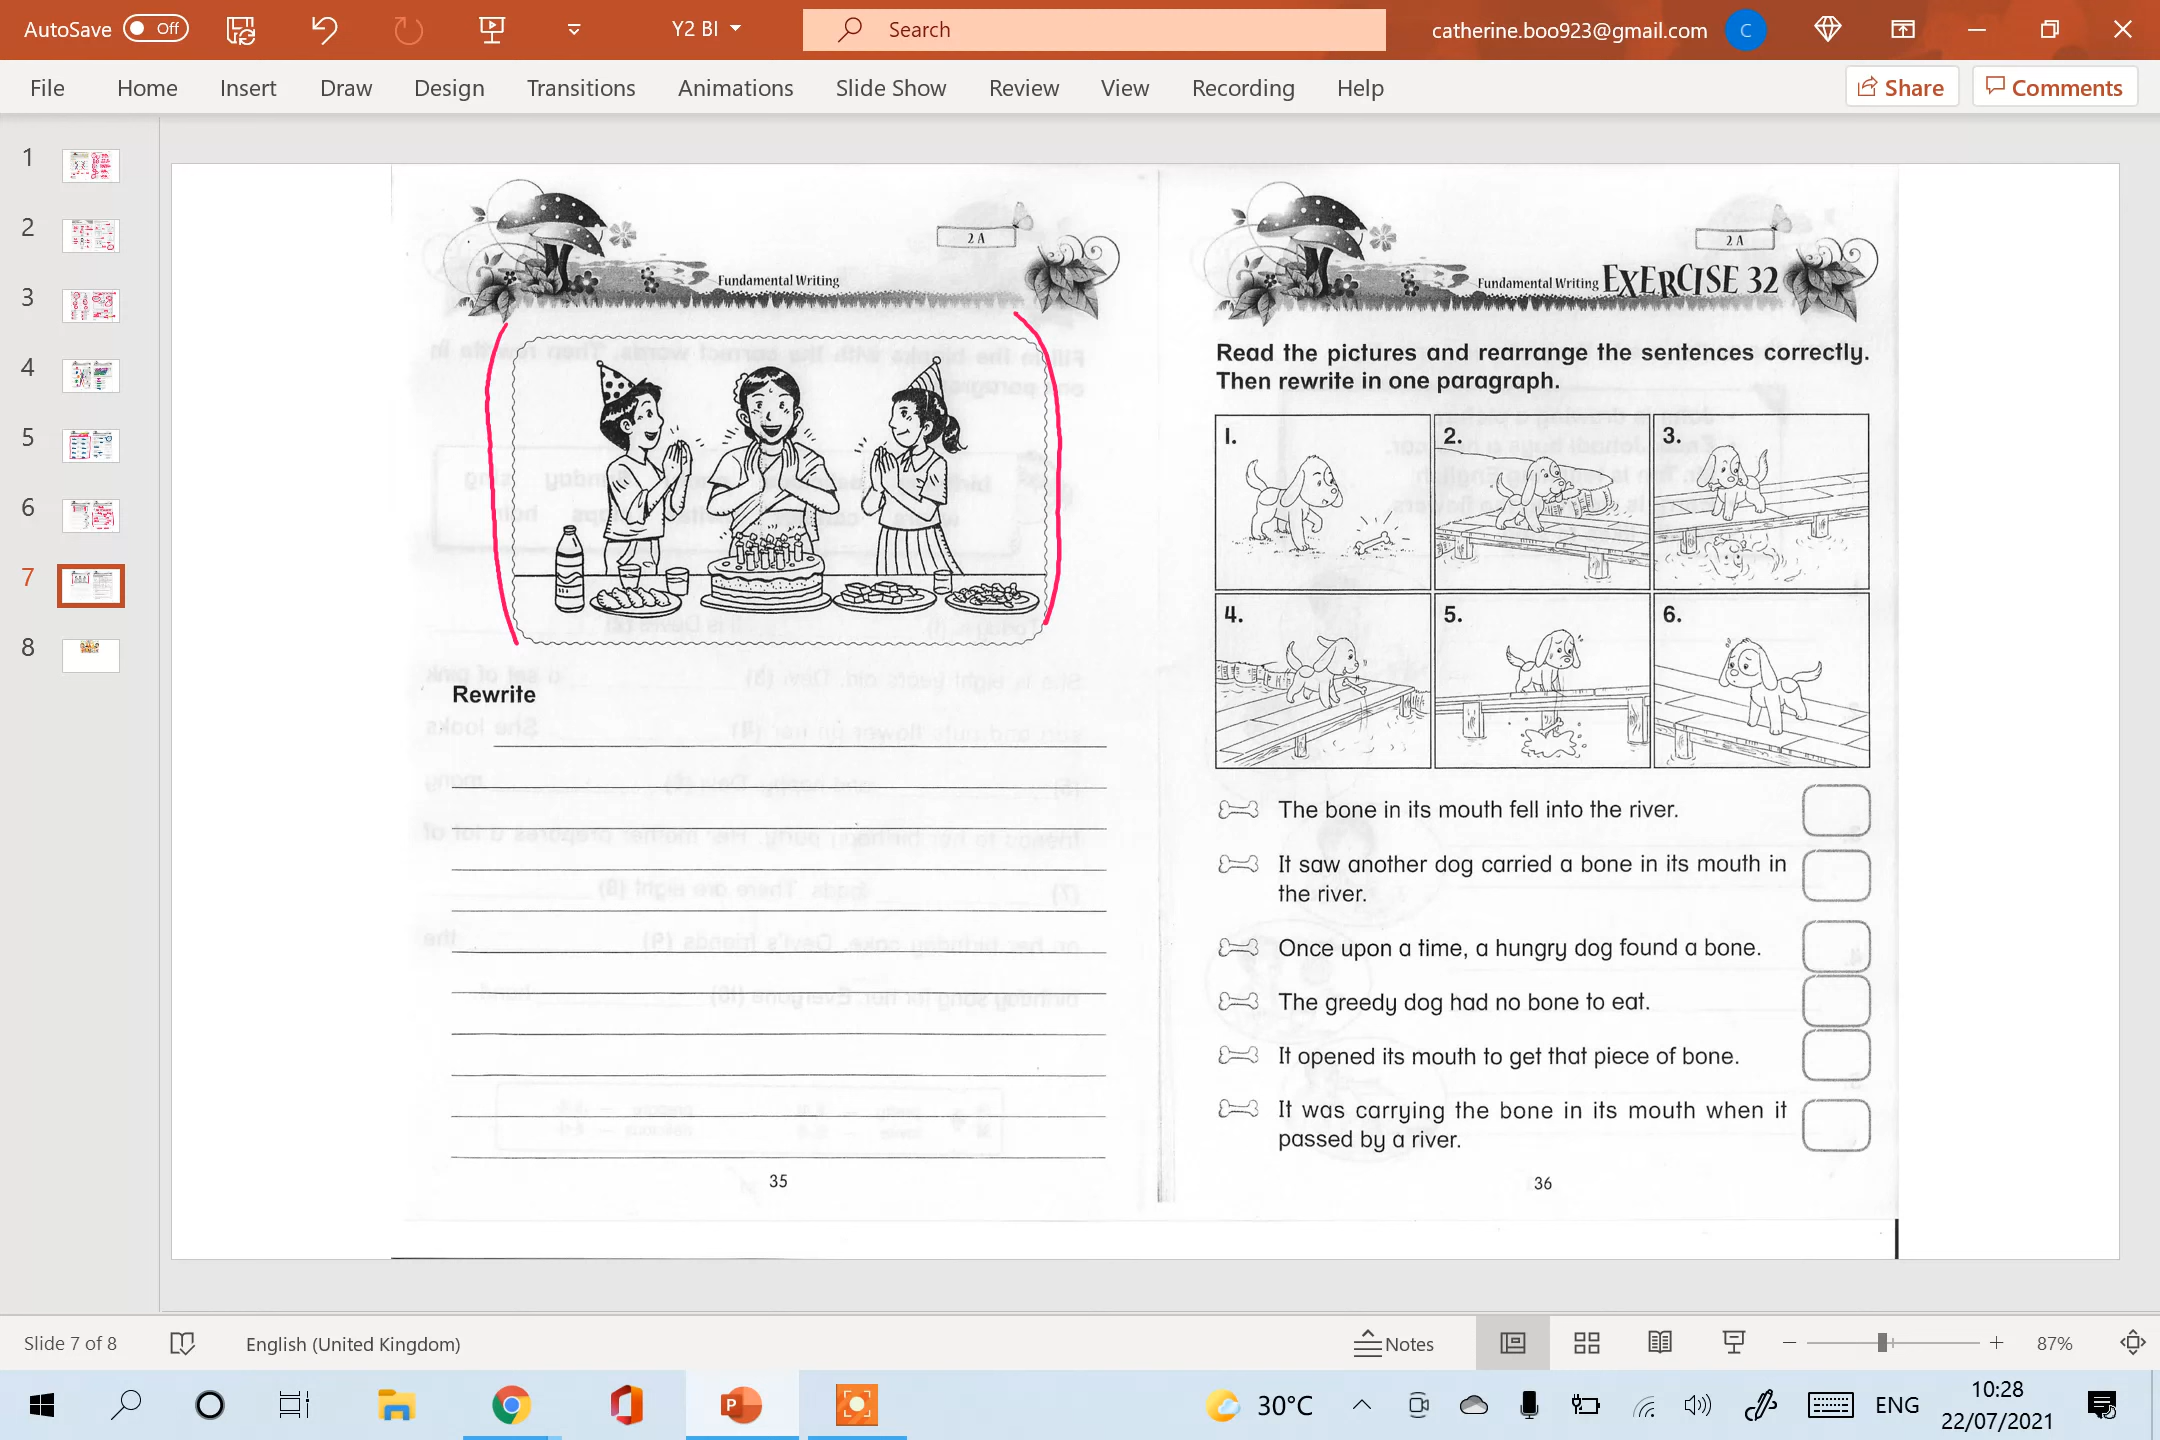 AutoSave Off Y2 BI Search catherine.boo923@gmail.com C
File Home Insert Draw Design Transitions Animations Slide Show Review View Recording Help Share Comments
1
2
3
4
5
6
7
8
2 A
Fundamental Writing
Rewrite
35
2 A
Fundamental Writing EXERCISE 32
Read the pictures and rearrange the sentences correctly.
Then rewrite in one paragraph.
1. 2. 3.
4. 5. 6.
The bone in its mouth fell into the river.
It saw another dog carried a bone in its mouth in
the river.
Once upon a time, a hungry dog found a bone.
The greedy dog had no bone to eat.
It opened its mouth to get that piece of bone.
It was carrying the bone in its mouth when it
passed by a river.
36
Slide 7 of 8 English (United Kingdom) Notes 87%
30°C ENG 10:28
22/07/2021